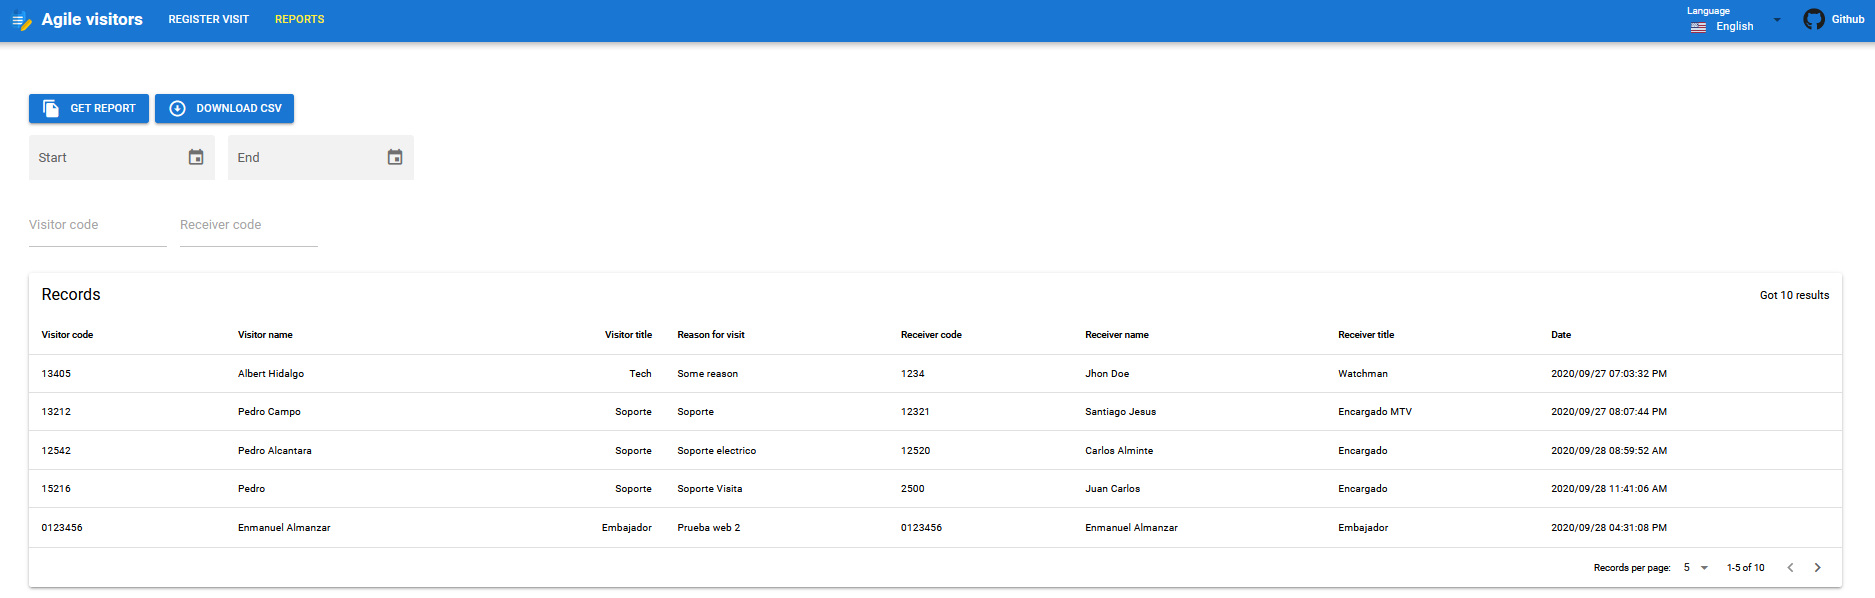 Agile visitors REGISTER VISIT REPORTS Language English Github
GET REPORT DOWNLOAD CSV
Start End
Visitor code Receiver code
Records Got 10 results
Visitor code Visitor name Visitor title Reason for visit Receiver code Receiver name Receiver title Date
13405 Albert Hidalgo Tech Some reason 1234 Jhon Doe Watchman 2020/09/27 07:03:32 PM
13212 Pedro Campo Soporte Soporte 12321 Santiago Jesus Encargado MTV 2020/09/27 08:07:44 PM
12542 Pedro Alcantara Soporte Soporte electrico 12520 Carlos Alminte Encargado 2020/09/28 08:59:52 AM
15216 Pedro Soporte Soporte Visita 2500 Juan Carlos Encargado 2020/09/28 11:41:06 AM
0123456 Enmanuel Almanzar Embajador Prueba web 2 0123456 Enmanuel Almanzar Embajador 2020/09/28 04:31:08 PM
Records per page: 5 1-5 of 10